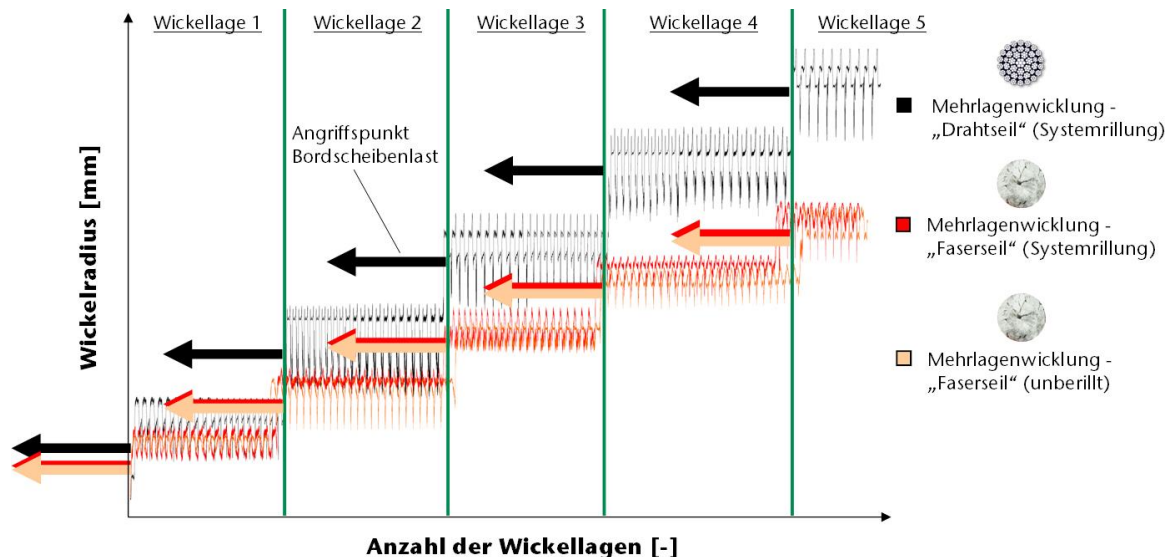 Wickellage 1
Wickellage 2
Wickellage 3
Wickellage 4
Wickellage 5
Wickelradius [mm]
Angriffspunkt
Bordscheibenlast
Mehrlagenwicklung -
„Drahtseil“ (Systemrillung)
Mehrlagenwicklung -
„Faserseil“ (Systemrillung)
Mehrlagenwicklung -
„Faserseil“ (unberillt)
Anzahl der Wickellagen [-]